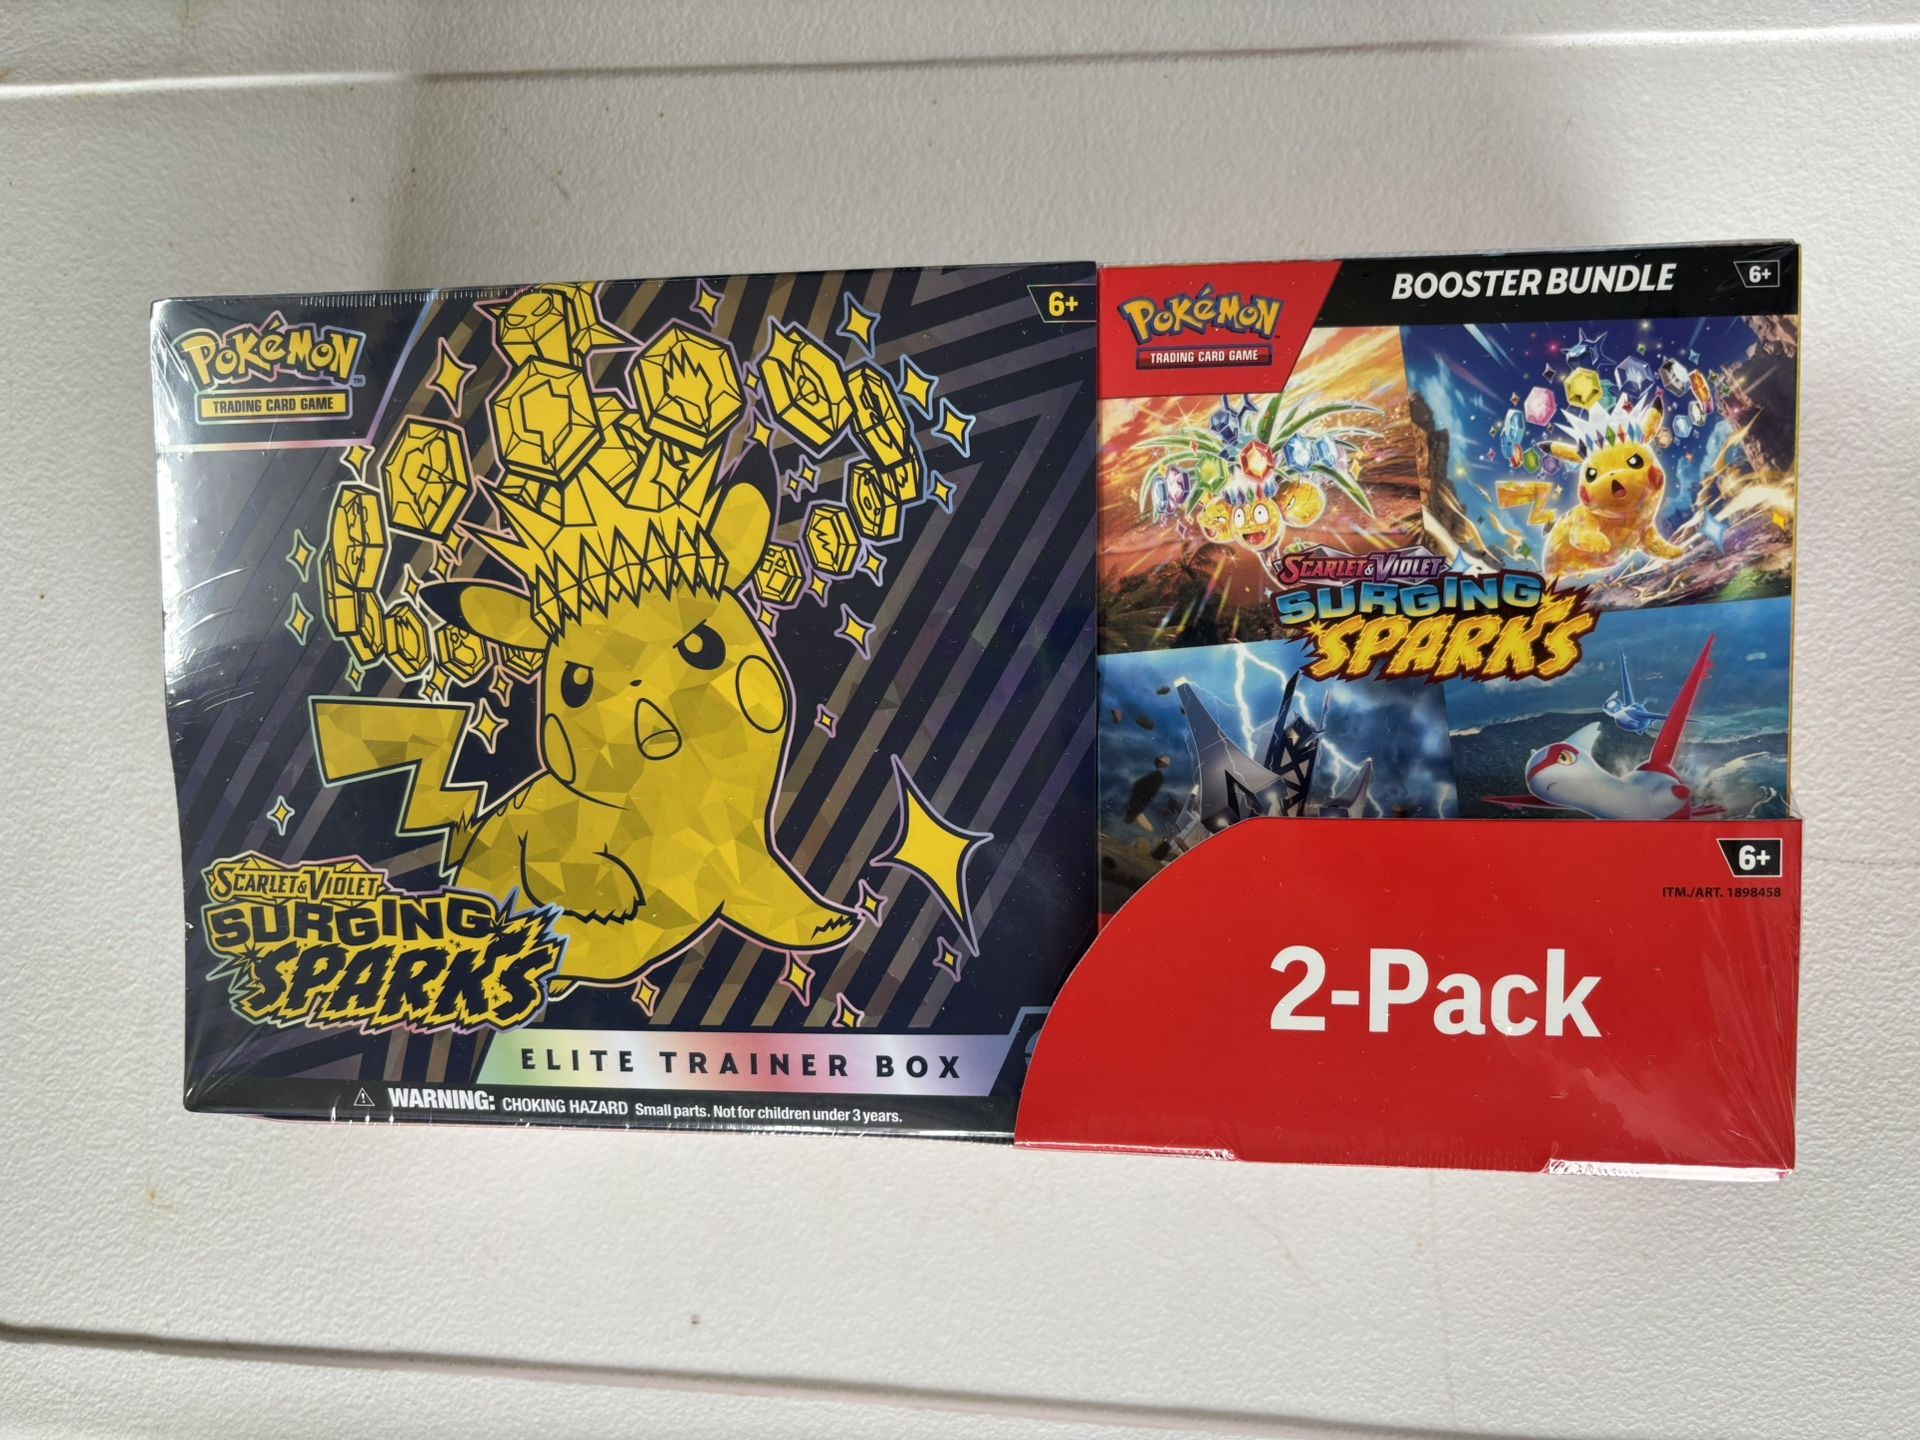 POKéMON
TM
TRADING CARD GAME
6+
SCARLET & VIOLET
SURGING
SPARKS
ELITE TRAINER BOX
WARNING: CHOKING HAZARD Small parts. Not for children under 3 years.
POKéMON
TRADING CARD GAME
BOOSTER BUNDLE
6+
SCARLET & VIOLET
SURGING
SPARKS
6+
ITM./ART. 1898458
2-Pack